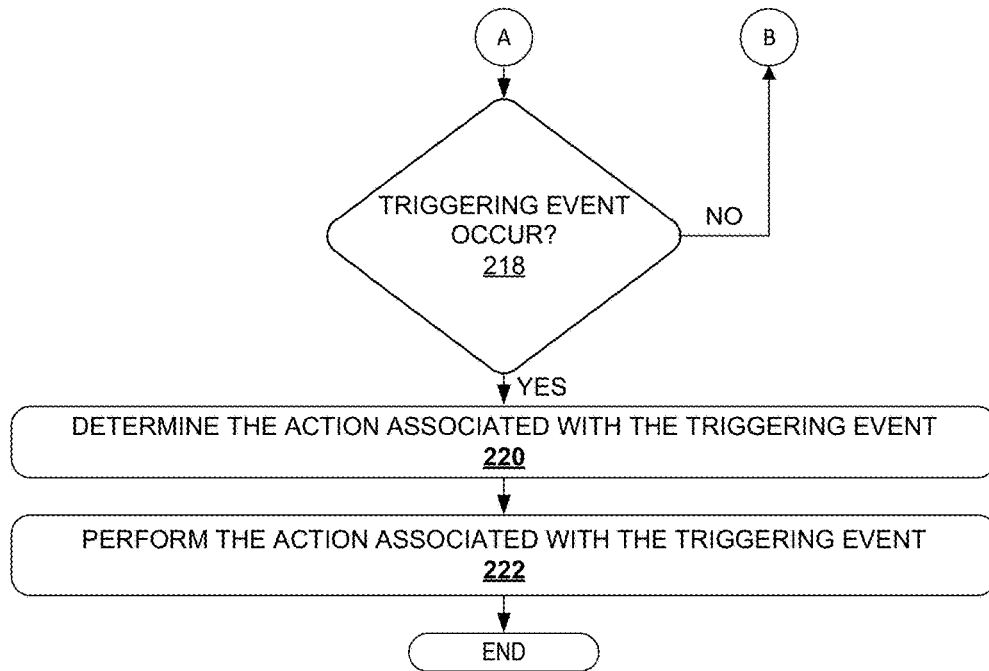 A
B
TRIGGERING EVENT
OCCUR?
218
NO
YES
DETERMINE THE ACTION ASSOCIATED WITH THE TRIGGERING EVENT
220
PERFORM THE ACTION ASSOCIATED WITH THE TRIGGERING EVENT
222
END